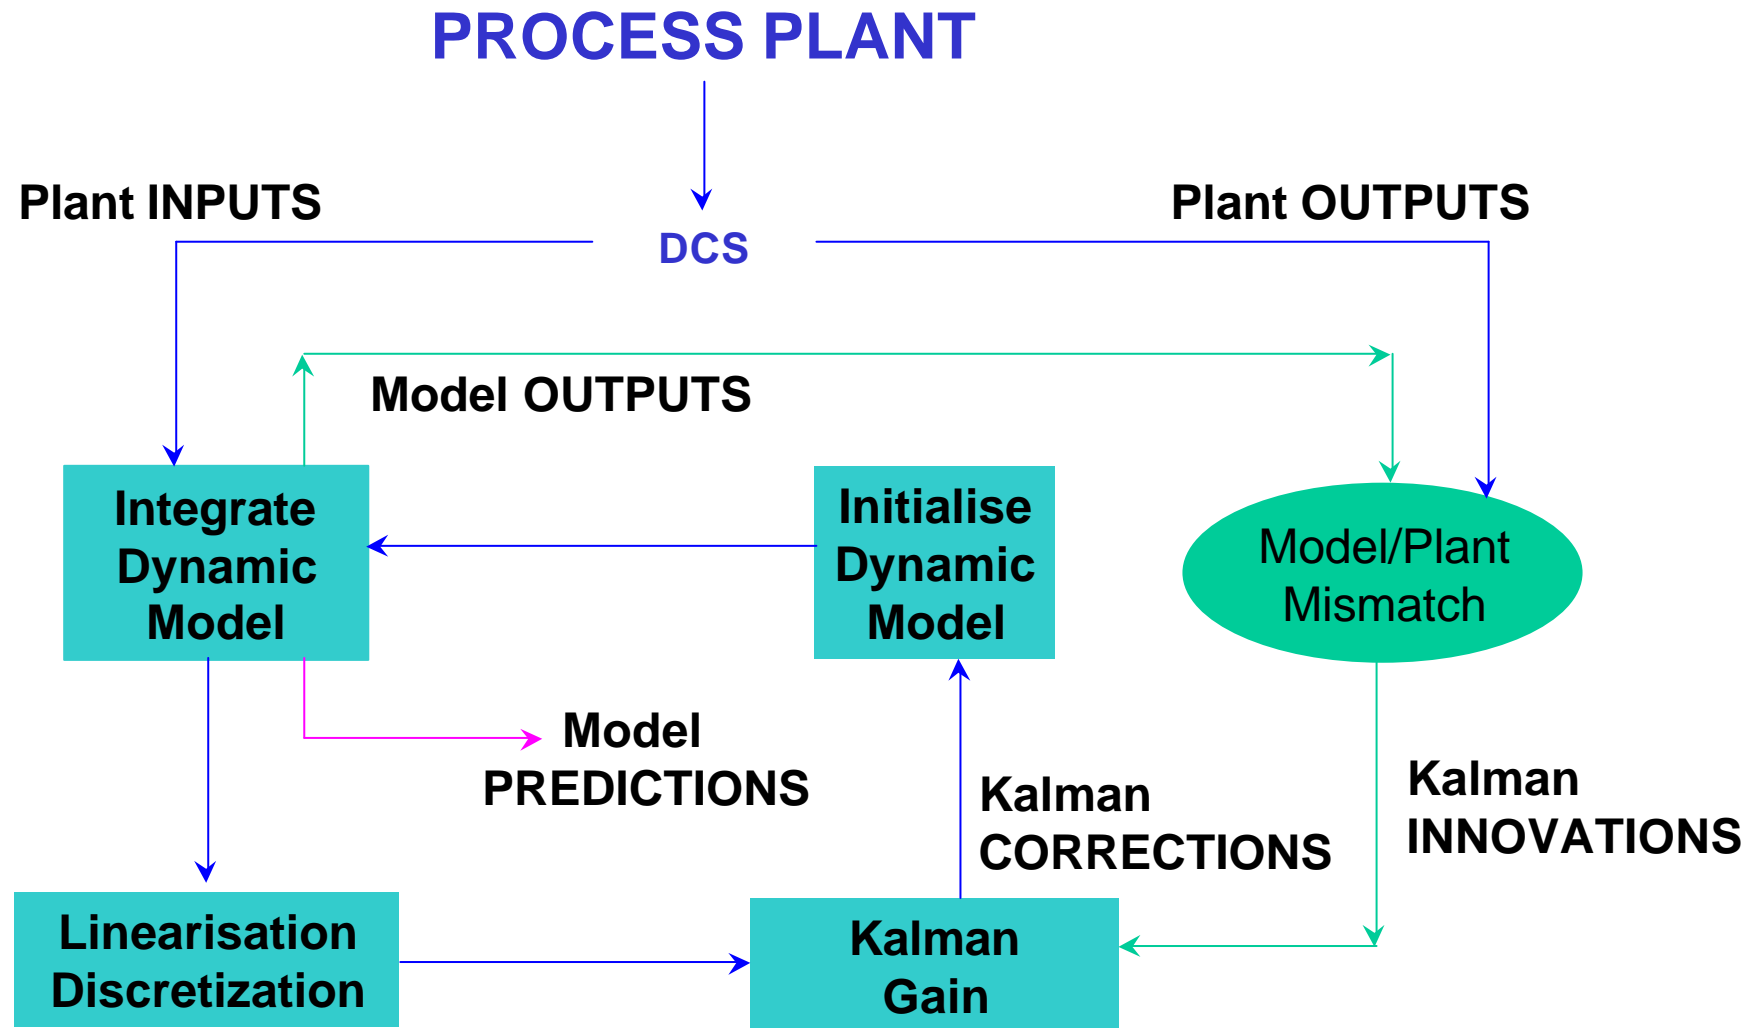 PROCESS PLANT
Plant INPUTS
Plant OUTPUTS
DCS
Model OUTPUTS
Integrate
Dynamic
Model
Initialise
Dynamic
Model
Model/Plant
Mismatch
Model
PREDICTIONS
Kalman
CORRECTIONS
Kalman
INNOVATIONS
Linearisation
Discretization
Kalman
Gain